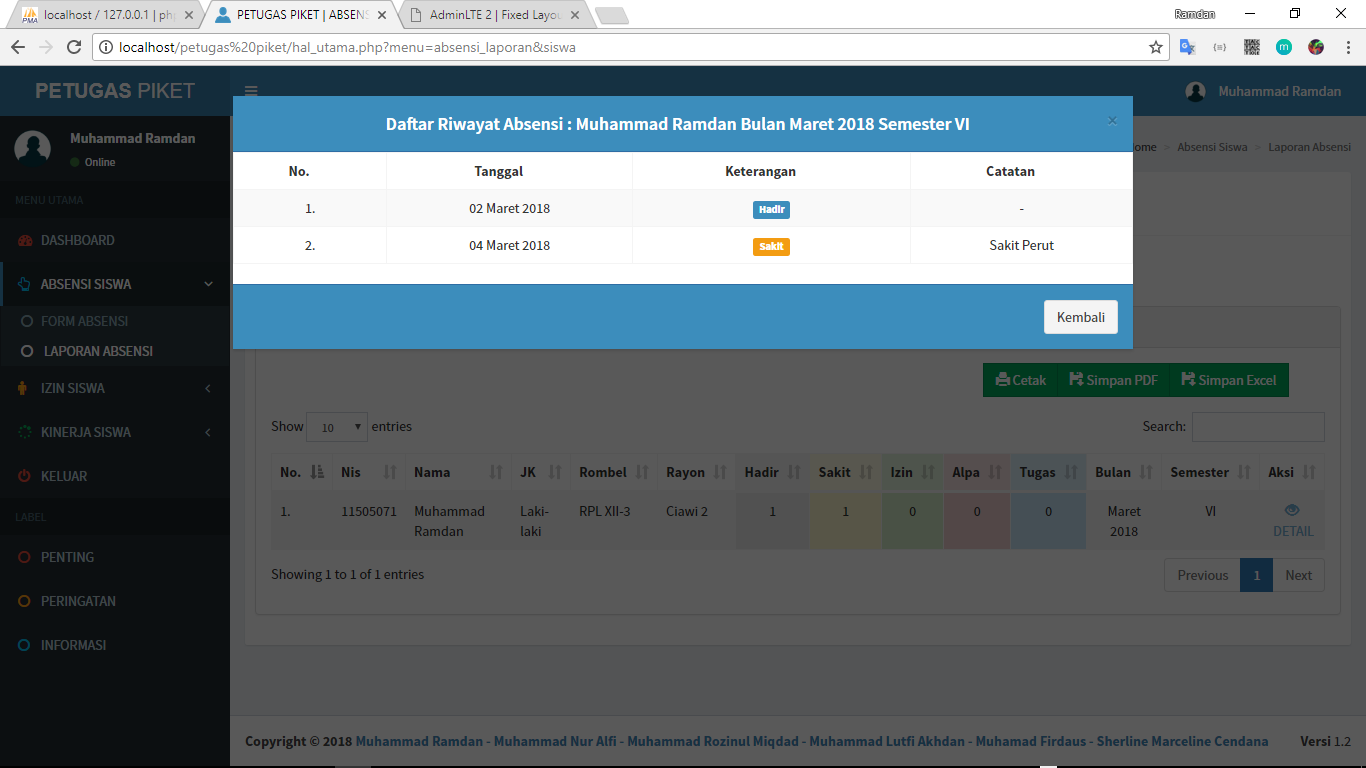 localhost / 127.0.0.1 | ph
PETUGAS PIKET | ABSENS
AdminLTE 2 | Fixed Layou
Ramdan
localhost/petugas%20piket/hal_utama.php?menu=absensi_laporan&siswa
PETUGAS PIKET
Muhammad Ramdan
Muhammad Ramdan
Online
MENU UTAMA
DASHBOARD
ABSENSI SISWA
FORM ABSENSI
LAPORAN ABSENSI
IZIN SISWA
KINERJA SISWA
KELUAR
LABEL
PENTING
PERINGATAN
INFORMASI
ome > Absensi Siswa > Laporan Absensi
Daftar Riwayat Absensi : Muhammad Ramdan Bulan Maret 2018 Semester VI ×
No. Tanggal Keterangan Catatan
1. 02 Maret 2018 Hadir -
2. 04 Maret 2018 Sakit Sakit Perut
Kembali
Cetak Simpan PDF Simpan Excel
Show 10 entries Search:
No. Nis Nama JK Rombel Rayon Hadir Sakit Izin Alpa Tugas Bulan Semester Aksi
1. 11505071 Muhammad Ramdan Laki-laki RPL XII-3 Ciawi 2 1 1 0 0 0 Maret 2018 VI DETAIL
Showing 1 to 1 of 1 entries
Previous 1 Next
Copyright © 2018 Muhammad Ramdan - Muhammad Nur Alfi - Muhammad Rozinul Miqdad - Muhammad Lutfi Akhdan - Muhamad Firdaus - Sherline Marceline Cendana Versi 1.2